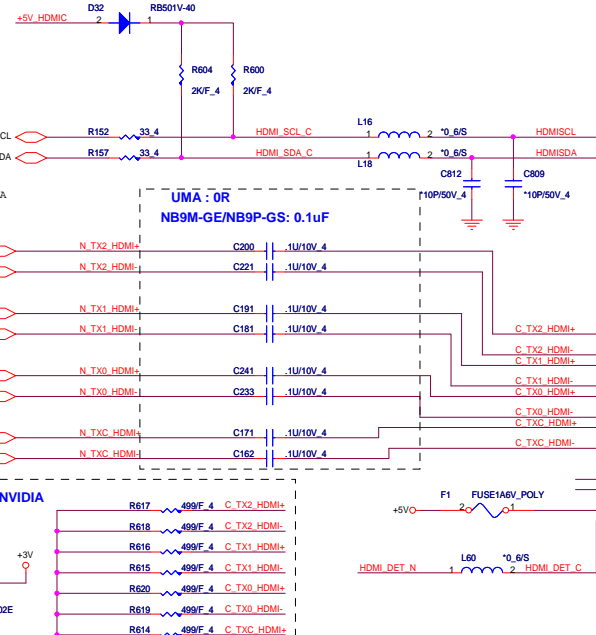 D32 RB501V-40
+5V_HDMIC 2 1
R604 R600
2K/F_4 2K/F_4
L16
CL R152 33_4 HDMI_SCL_C 1 2 *0_6/S HDMISCL
DA R157 33_4 HDMI_SDA_C 1 2 *0_6/S HDMISDA
L18
C812 C809
*10P/50V_4 *10P/50V_4
UMA : 0R
NB9M-GE/NB9P-GS: 0.1uF
N_TX2_HDMI+ C200 .1U/10V_4
N_TX2_HDMI- C221 .1U/10V_4
N_TX1_HDMI+ C191 .1U/10V_4
N_TX1_HDMI- C181 .1U/10V_4
C_TX2_HDMI+
C_TX2_HDMI-
C_TX1_HDMI+
N_TX0_HDMI+ C241 .1U/10V_4
C_TX1_HDMI-
N_TX0_HDMI- C233 .1U/10V_4
C_TX0_HDMI+
C_TX0_HDMI-
C_TXC_HDMI+
N_TXC_HDMI+ C171 .1U/10V_4
C_TXC_HDMI-
N_TXC_HDMI- C162 .1U/10V_4
NVIDIA
F1 FUSE1A6V_POLY
+5V 2 1
R617 499/F_4 C_TX2_HDMI+
R618 499/F_4 C_TX2_HDMI-
R616 499/F_4 C_TX1_HDMI+
+3V
L60 *0_6/S
HDMI_DET_N 1 2 HDMI_DET_C
R615 499/F_4 C_TX1_HDMI-
R620 499/F_4 C_TX0_HDMI+
02E
R619 499/F_4 C_TX0_HDMI-
R614 499/F_4 C_TXC_HDMI+